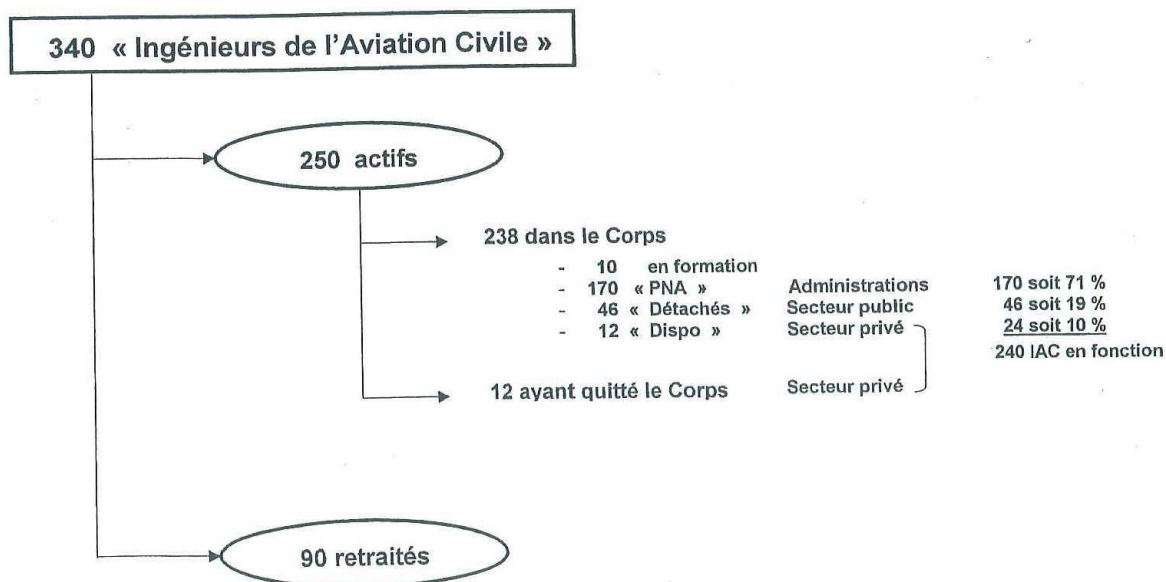 340 « Ingénieurs de l’Aviation Civile »
250 actifs
238 dans le Corps
- 10 en formation
- 170 « PNA » Administrations 170 soit 71 %
- 46 « Détachés » Secteur public 46 soit 19 %
- 12 « Dispo » Secteur privé 24 soit 10 %
240 IAC en fonction
12 ayant quitté le Corps Secteur privé
90 retraités